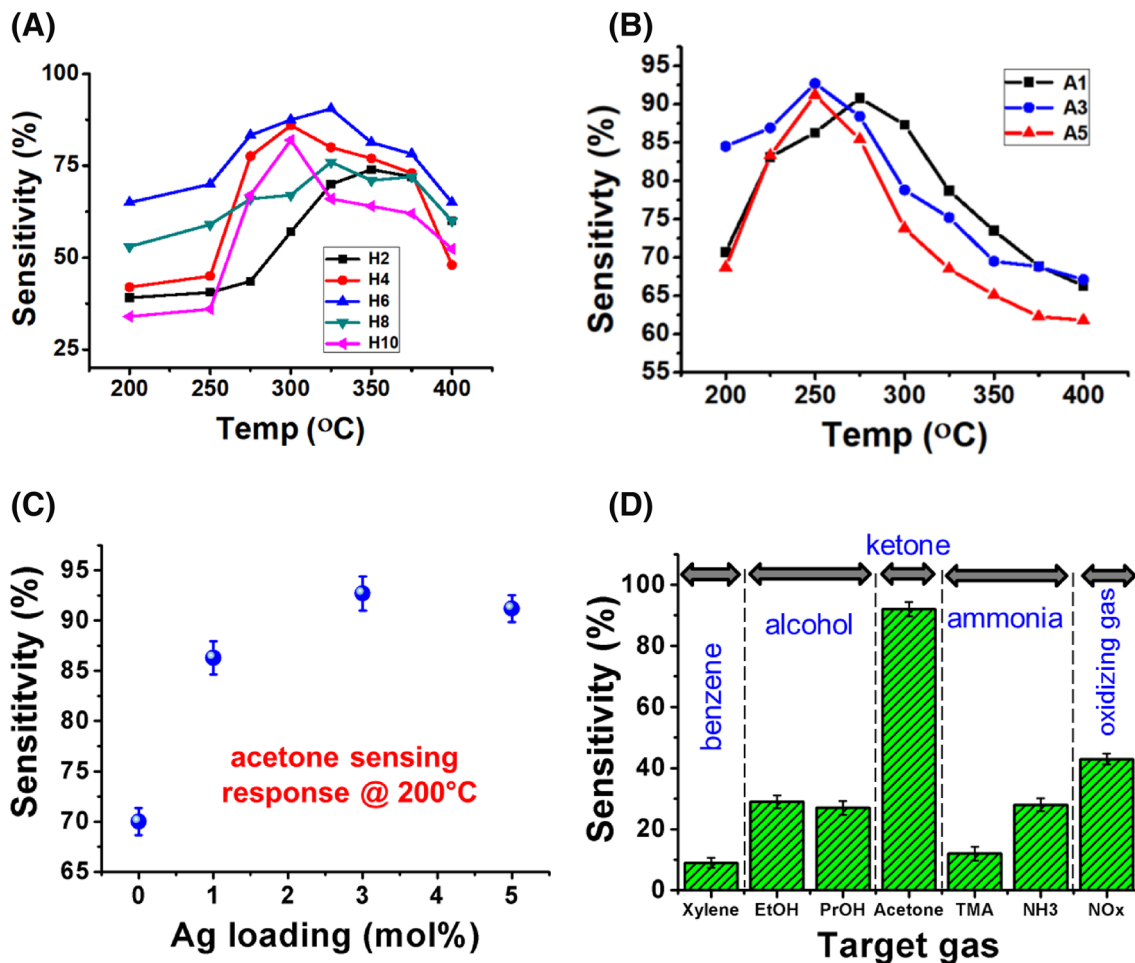 (A)
100
75
50
25
Sensitivity (%)
H2
H4
H6
H8
H10
200 250 300 350 400
Temp (°C)
(B)
95
90
85
80
75
70
65
60
55
Sensitivity (%)
A1
A3
A5
200 250 300 350 400
Temp (°C)
(C)
95
90
85
80
75
70
65
Sensititvity (%)
acetone sensing
response @ 200°C
0 1 2 3 4 5
Ag loading (mol%)
(D)
ketone
100
80
60
40
20
0
Sensitivity (%)
benzene
alcohol
ammonia
oxidizing gas
Xylene EtOH PrOH Acetone TMA NH3 NOx
Target gas